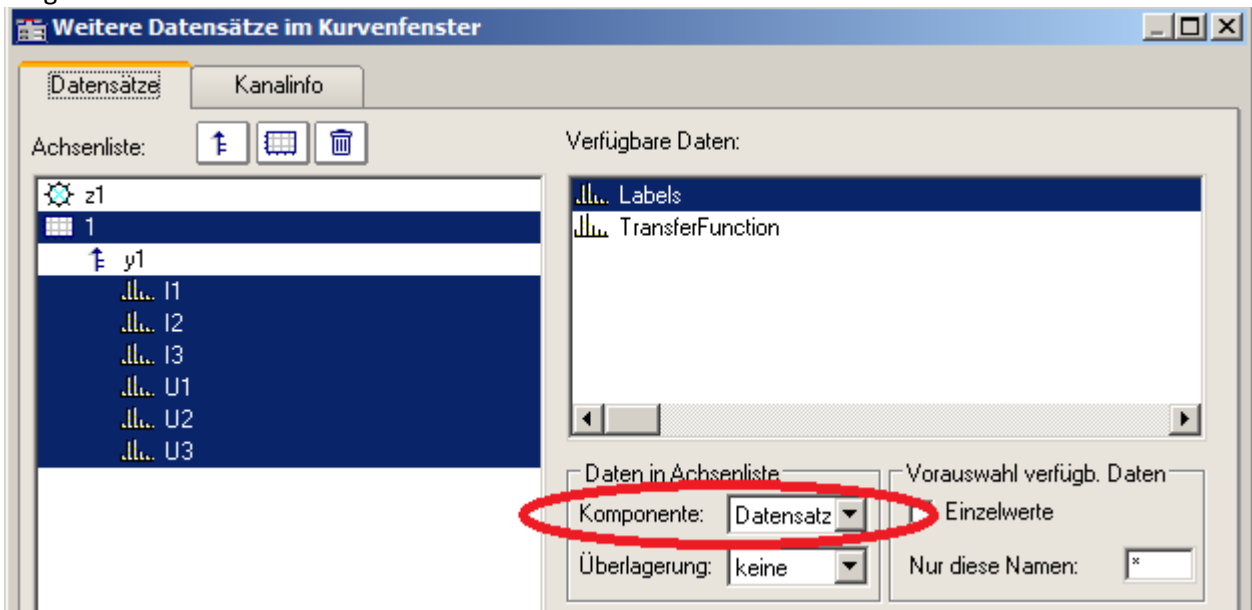 Weitere Datensätze im Kurvenfenster
Datensätze
Kanalinfo
Achsenliste:
Verfügbare Daten:
z1
1
y1
I1
I2
I3
U1
U2
U3
Labels
TransferFunction
Daten in Achsenliste
Komponente: Datensatz
Überlagerung: keine
Vorauswahl verfügb. Daten
Einzelwerte
Nur diese Namen: *